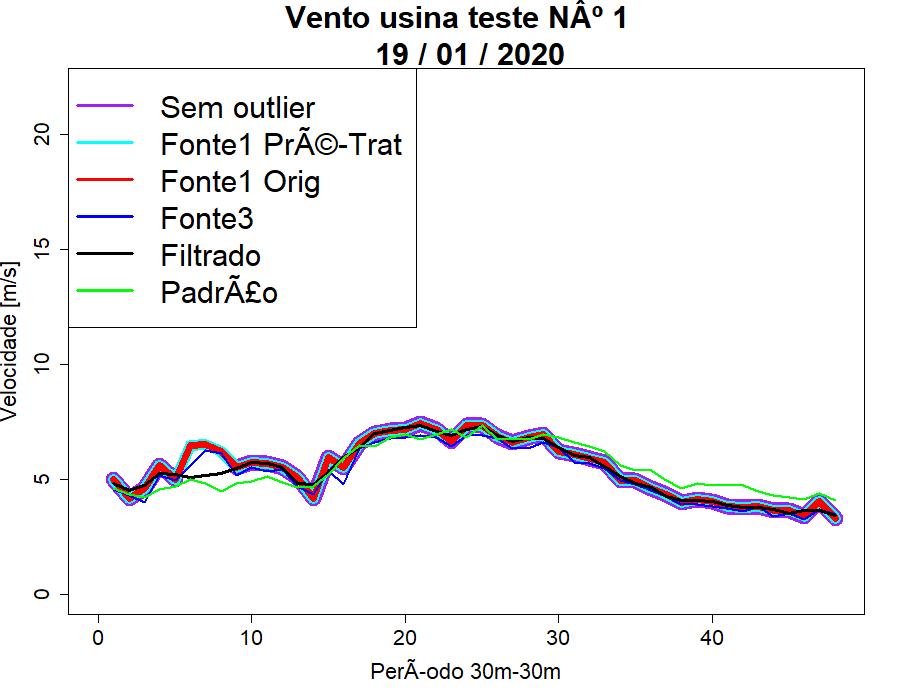 Vento usina teste NÂº 1
19 / 01 / 2020
Sem outlier
Fonte1 PrÃ©-Trat
Fonte1 Orig
Fonte3
Filtrado
PadrÃ£o
Velocidade [m/s]
20
15
10
5
0
0 10 20 30 40
PerÃ-odo 30m-30m